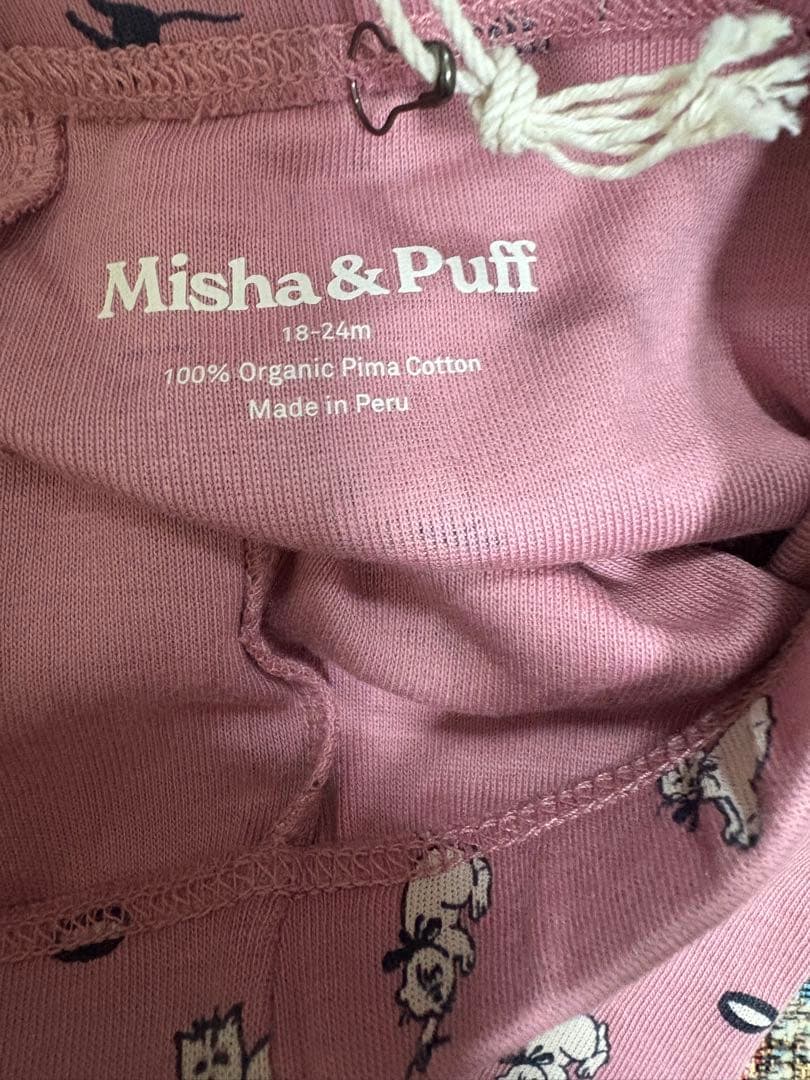 Misha & Puff
18-24m
100% Organic Pima Cotton
Made in Peru